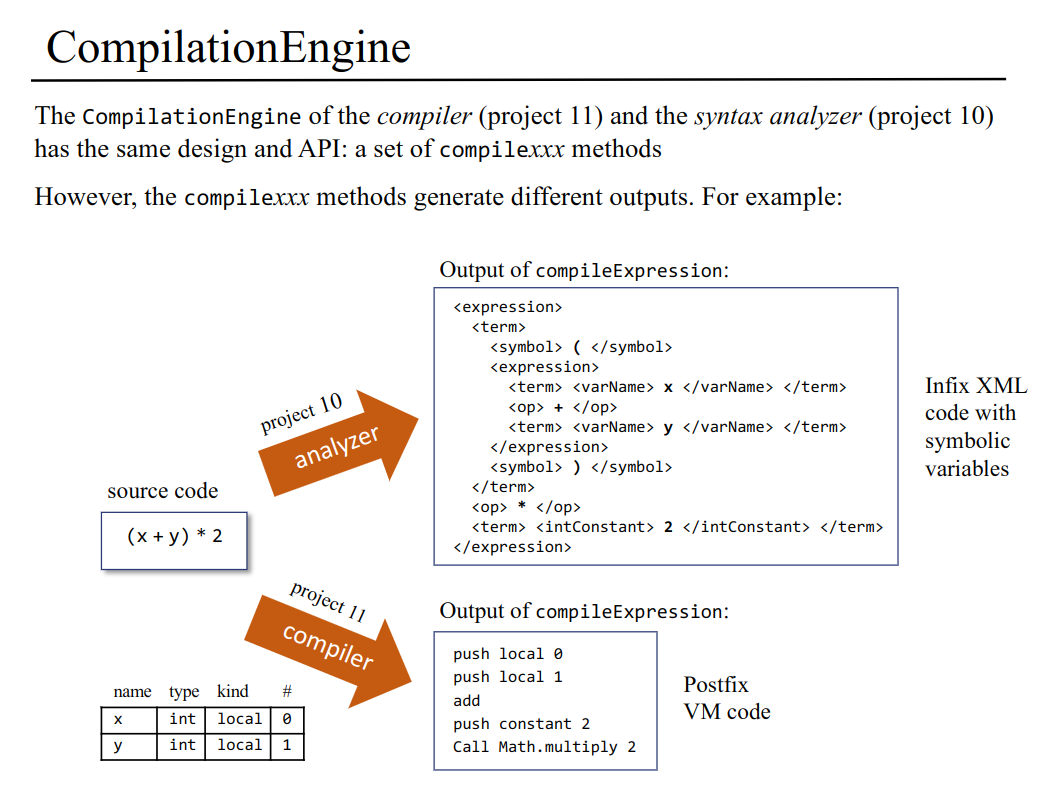 CompilationEngine
The CompilationEngine of the compiler (project 11) and the syntax analyzer (project 10)
has the same design and API: a set of compilexxx methods
However, the compilexxx methods generate different outputs. For example:
Output of compileExpression:
<expression>
  <term>
    <symbol> ( </symbol>
    <expression>
      <term> <varName> x </varName> </term>
      <op> + </op>
      <term> <varName> y </varName> </term>
    </expression>
    <symbol> ) </symbol>
  </term>
  <op> * </op>
  <term> <intConstant> 2 </intConstant> </term>
</expression>
Infix XML
code with
symbolic
variables
project 10
analyzer
source code
(x + y) * 2
project 11
compiler
name type kind #
x int local 0
y int local 1
Output of compileExpression:
push local 0
push local 1
add
push constant 2
Call Math.multiply 2
Postfix
VM code